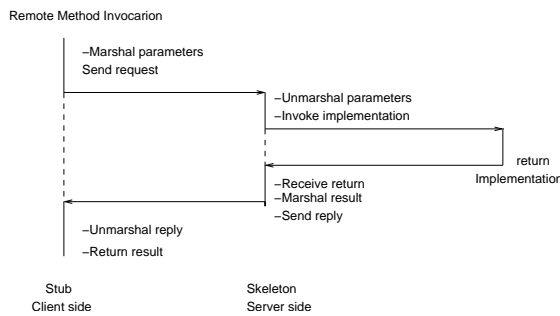 Remote Method Invocarion
–Marshal parameters
Send request
–Unmarshal parameters
–Invoke implementation
return
Implementation
–Receive return
–Marshal result
–Send reply
–Unmarshal reply
–Return result
Stub
Client side
Skeleton
Server side